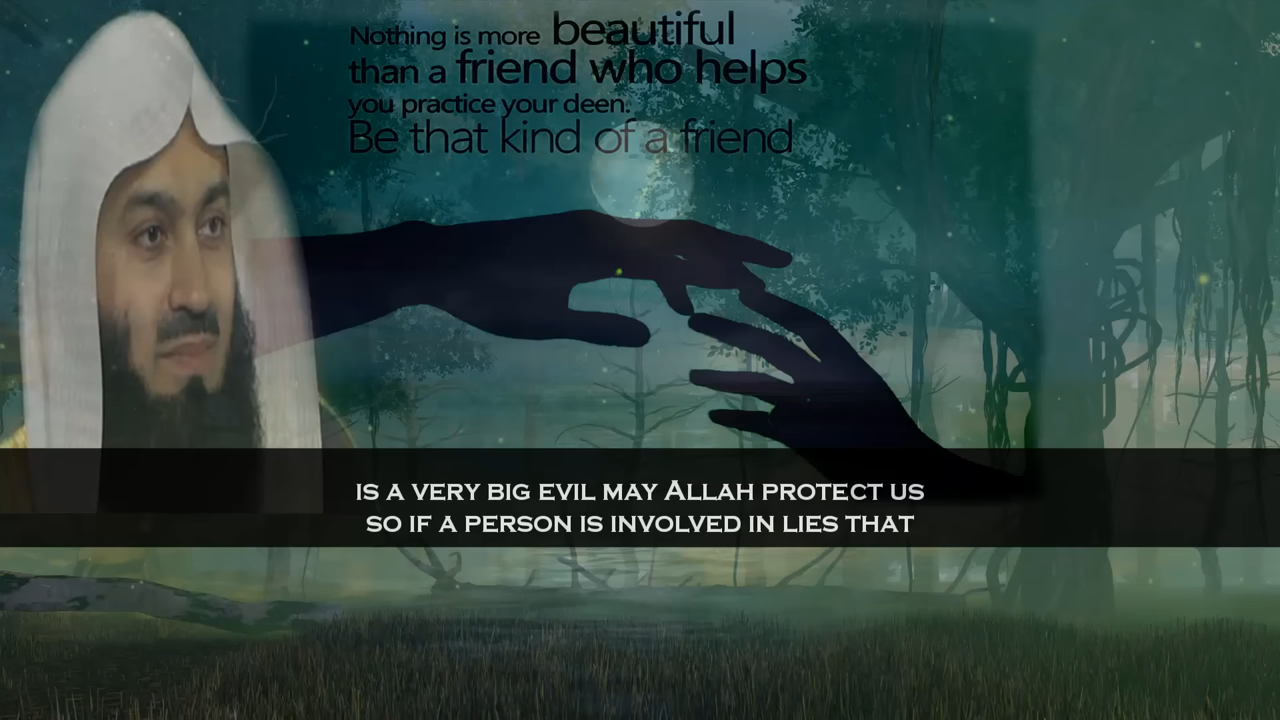 Nothing is more beautiful
than a friend who helps
you practice your deen.
Be that kind of a friend
IS A VERY BIG EVIL MAY ALLAH PROTECT US
SO IF A PERSON IS INVOLVED IN LIES THAT